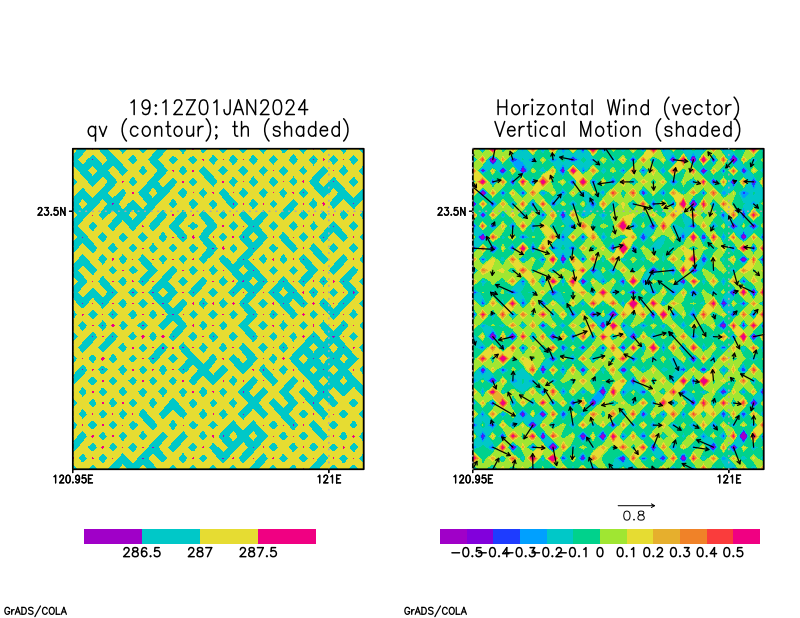 19:12Z01JAN2024
qv (contour); th (shaded)
23.5N
120.95E
121E
286.5 287 287.5
GrADS/COLA
Horizontal Wind (vector)
Vertical Motion (shaded)
23.5N
120.95E
121E
0.8
-0.5 -0.4 -0.3 -0.2 -0.1 0 0.1 0.2 0.3 0.4 0.5
GrADS/COLA